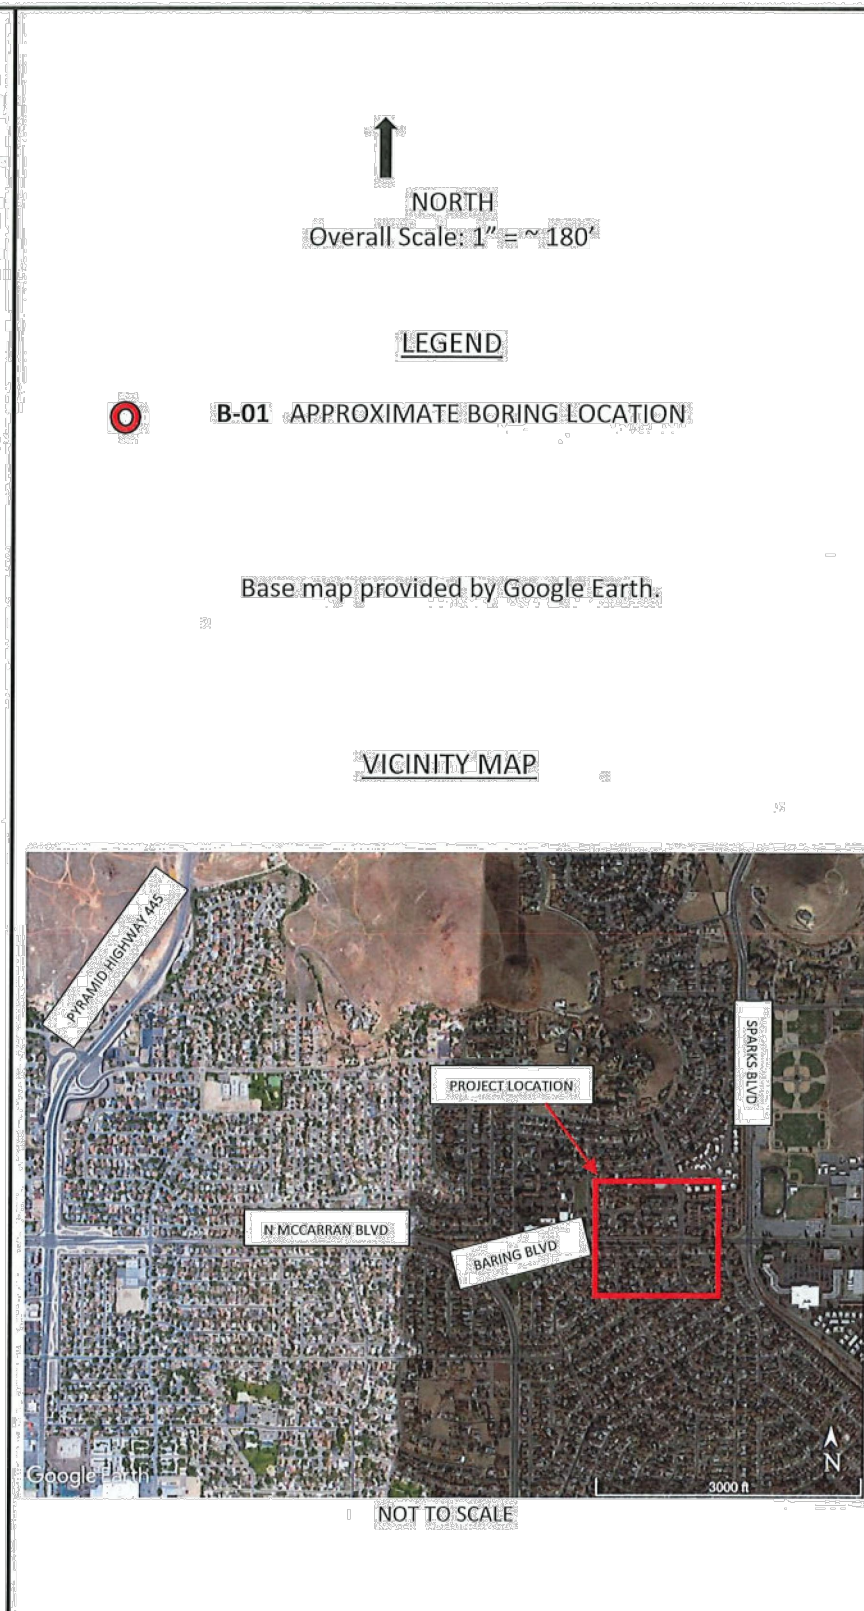 NORTH
Overall Scale: 1" = ~ 180'
LEGEND
B-01 APPROXIMATE BORING LOCATION
Base map provided by Google Earth.
VICINITY MAP
PYRAMID HIGHWAY 445
SPARKS BLVD
PROJECT LOCATION
N MCCARRAN BLVD
BARING BLVD
N
Google Earth
3000 ft
NOT TO SCALE